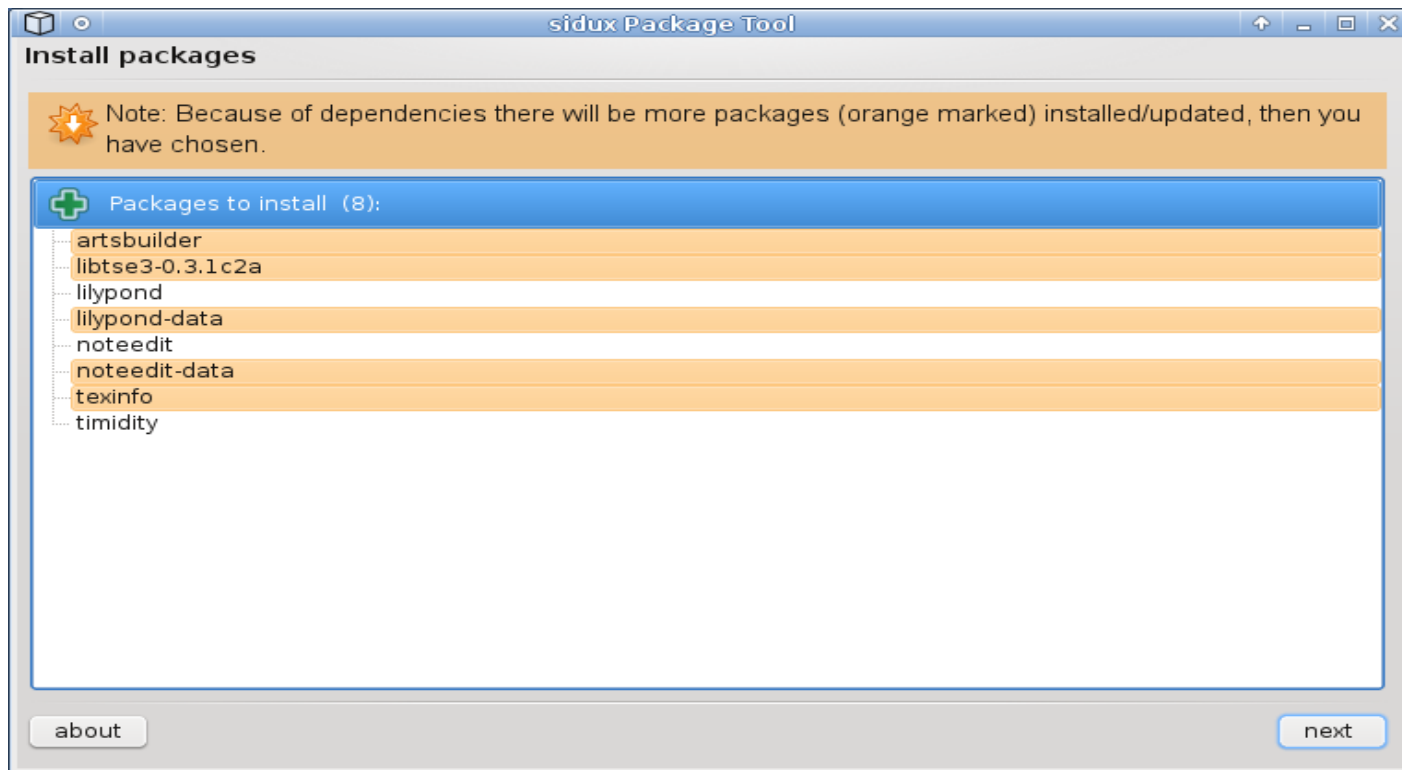 sidux Package Tool
Install packages
Note: Because of dependencies there will be more packages (orange marked) installed/updated, then you
have chosen.
Packages to install (8):
artsbuilder
libtse3-0.3.1c2a
lilypond
lilypond-data
noteedit
noteedit-data
texinfo
timidity
about
next